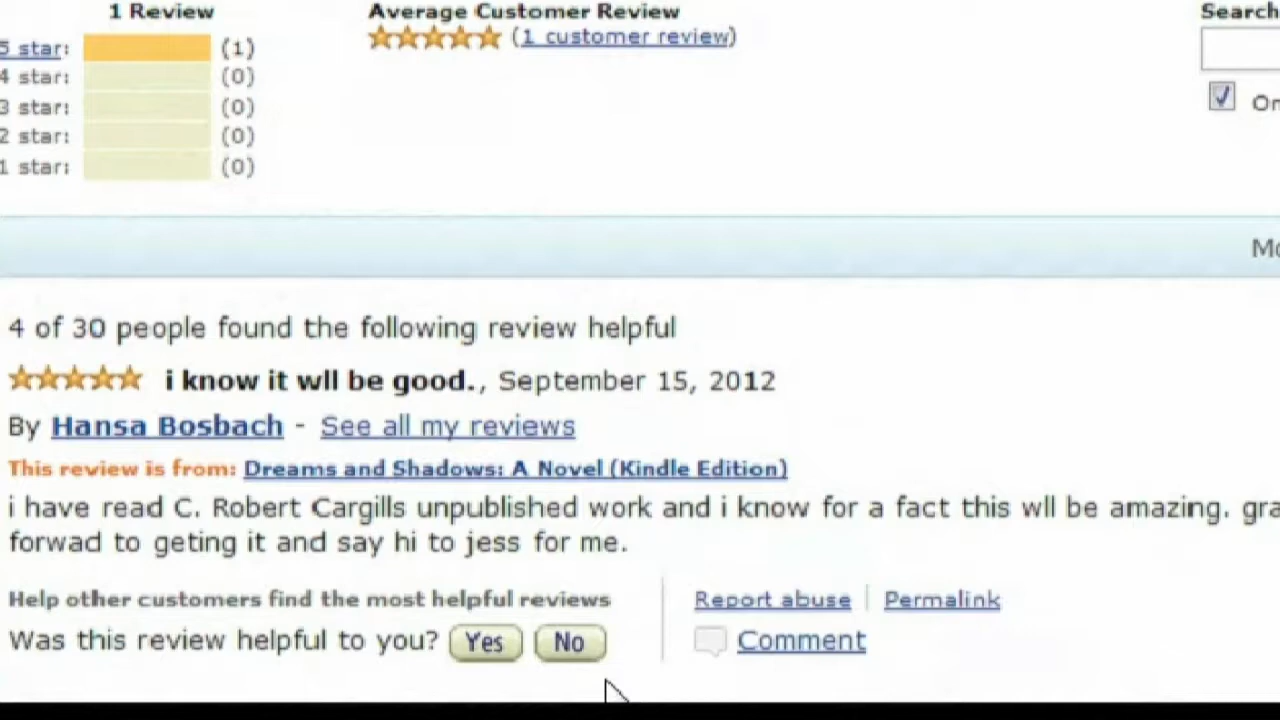 1 Review
5 star: (1)
4 star: (0)
3 star: (0)
2 star: (0)
1 star: (0)
Average Customer Review
(1 customer review)
Search
4 of 30 people found the following review helpful
i know it wll be good., September 15, 2012
By Hansa Bosbach - See all my reviews
This review is from: Dreams and Shadows: A Novel (Kindle Edition)
i have read C. Robert Cargills unpublished work and i know for a fact this wll be amazing.
forwad to geting it and say hi to jess for me.
Help other customers find the most helpful reviews
Was this review helpful to you? Yes No
Report abuse | Permalink
Comment